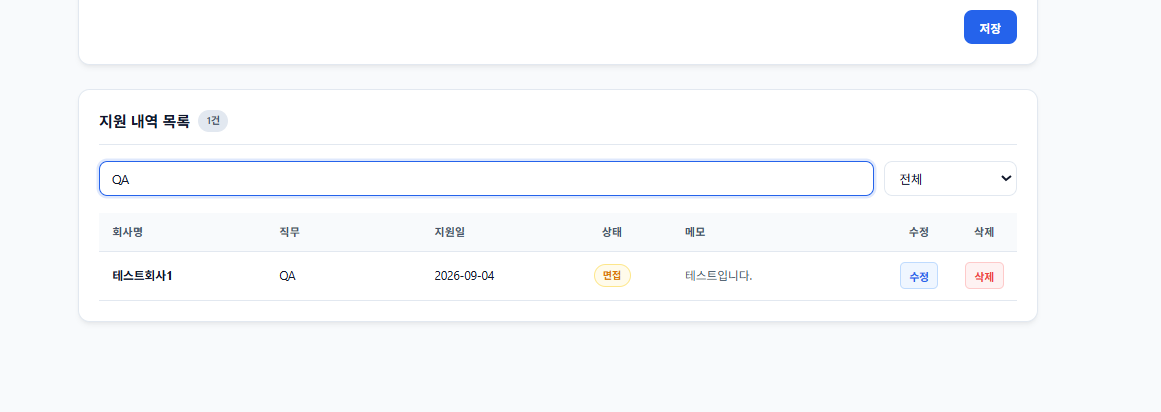 저장
지원 내역 목록 1건
QA 전체
회사명 직무 지원일 상태 메모 수정 삭제
테스트회사1 QA 2026-09-04 면접 테스트입니다. 수정 삭제